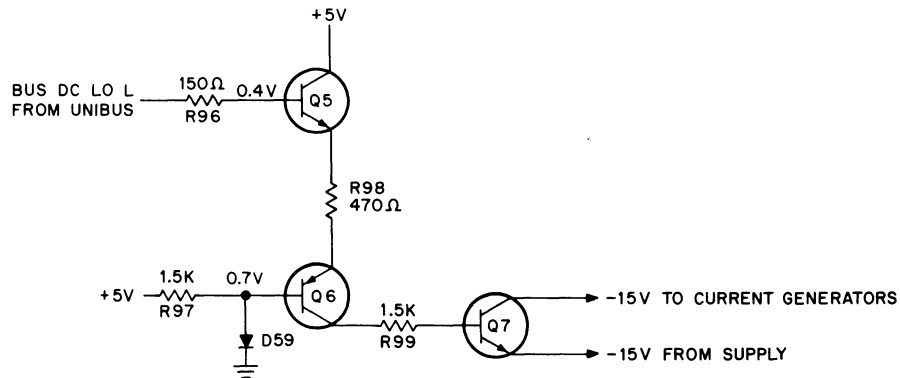 +5V
BUS DC LO L
FROM UNIBUS
150Ω
R96
0.4V
Q5
R98
470Ω
+5V
1.5K
R97
0.7V
D59
Q6
1.5K
R99
Q7
-15V TO CURRENT GENERATORS
-15V FROM SUPPLY